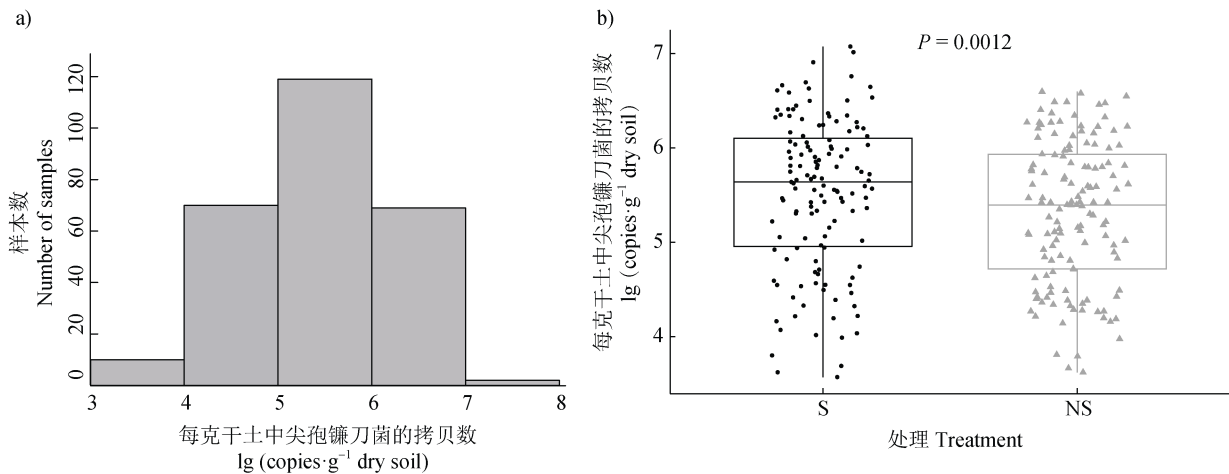 a)
样本数
Number of samples
120
100
80
60
40
20
0
3 4 5 6 7 8
每克干土中尖孢镰刀菌的拷贝数
lg (copies·g⁻¹ dry soil)
b)
P = 0.0012
每克干土中尖孢镰刀菌的拷贝数
lg (copies·g⁻¹ dry soil)
7
6
5
4
S NS
处理 Treatment